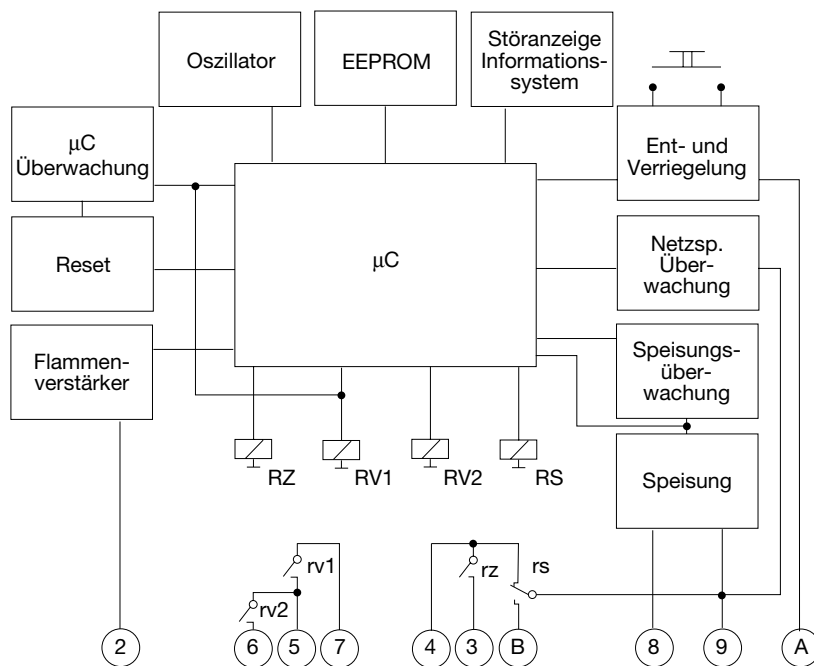 Oszillator
EEPROM
Störanzeige
Informations-
system
µC
Überwachung
Ent- und
Verriegelung
Reset
µC
Netzsp.
Über-
wachung
Flammen-
verstärker
Speisungs-
über-
wachung
RZ
RV1
RV2
RS
Speisung
rv1
rz
rs
rv2
2
6
5
7
4
3
B
8
9
A